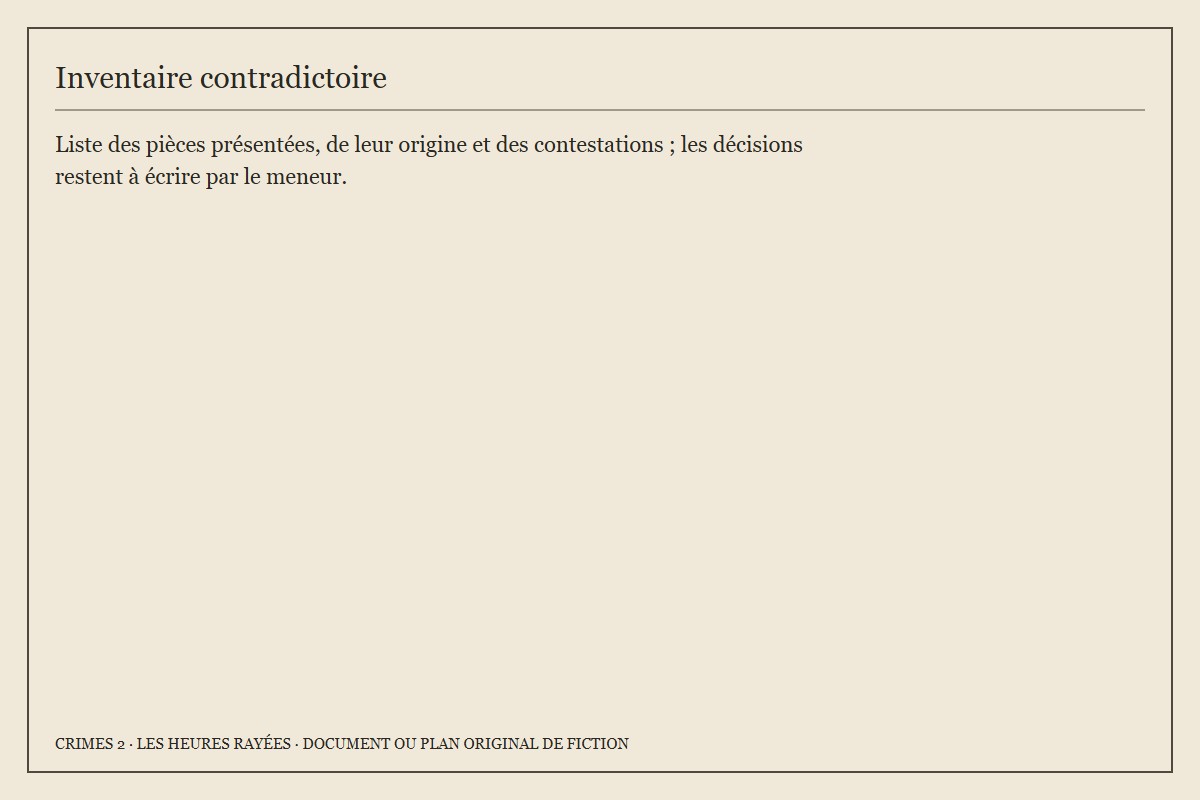 Inventaire contradictoire
Liste des pièces présentées, de leur origine et des contestations ; les décisions
restent à écrire par le meneur.
CRIMES 2 · LES HEURES RAYÉES · DOCUMENT OU PLAN ORIGINAL DE FICTION